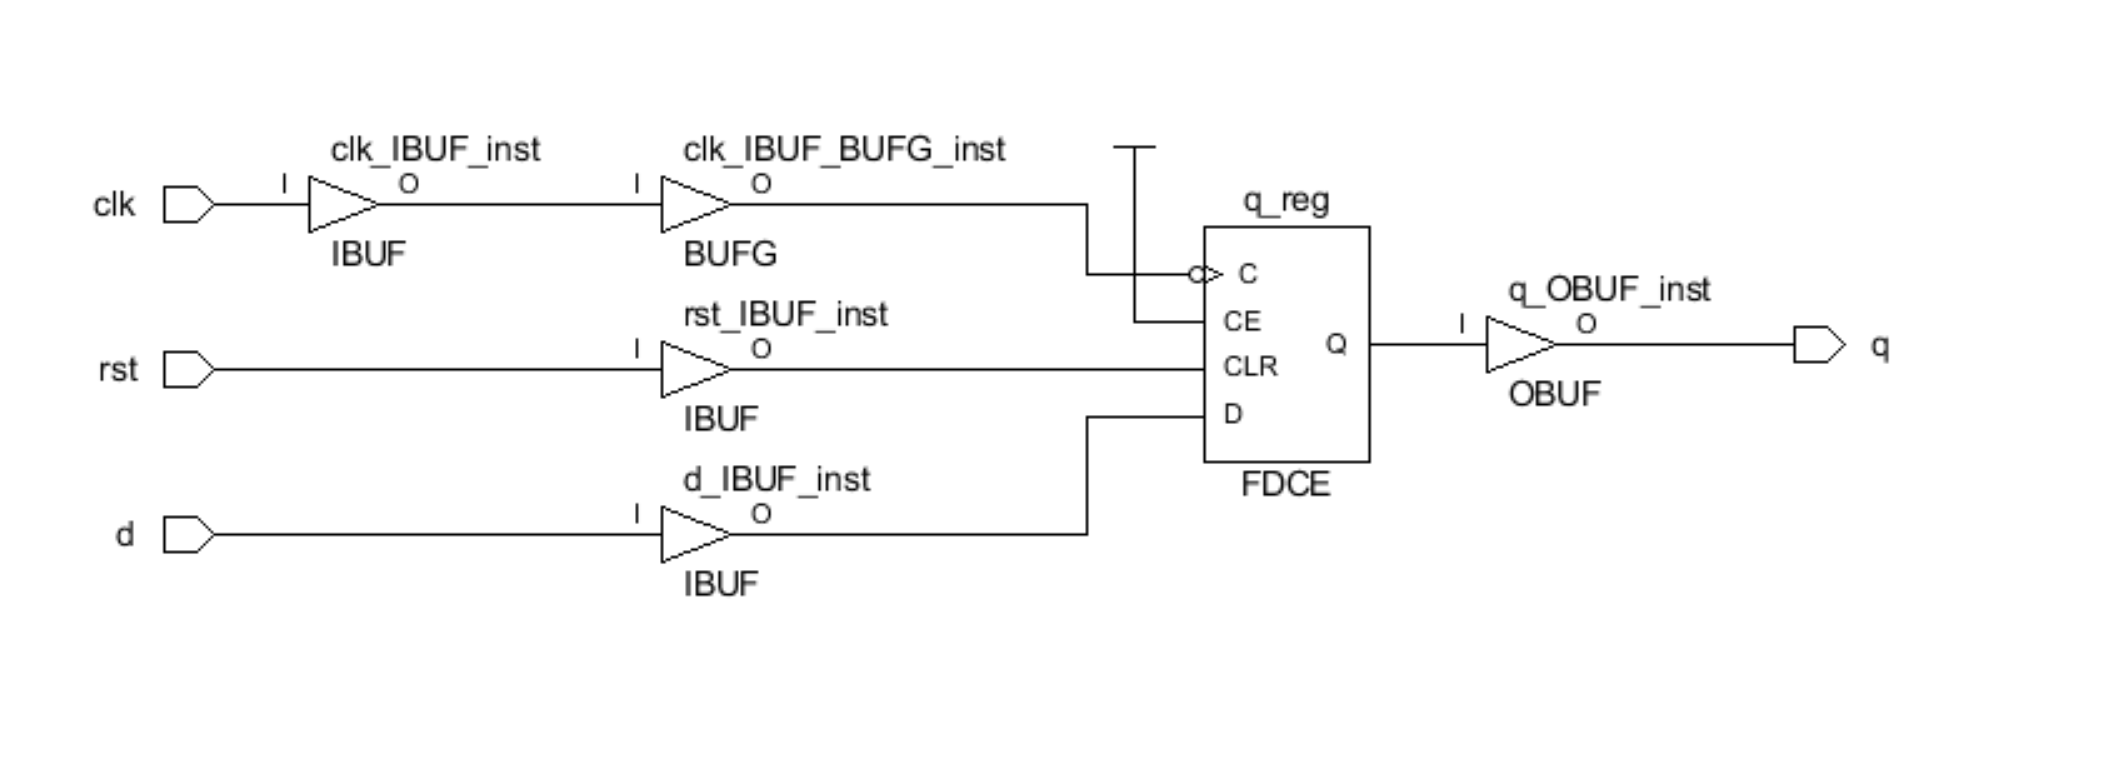 clk_IBUF_inst
clk_IBUF_BUFG_inst
I
O
I
O
clk
IBUF
BUFG
q_reg
C
rst_IBUF_inst
q_OBUF_inst
CE
I
O
I
O
Q
q
rst
CLR
IBUF
OBUF
D
d_IBUF_inst
FDCE
I
O
d
IBUF